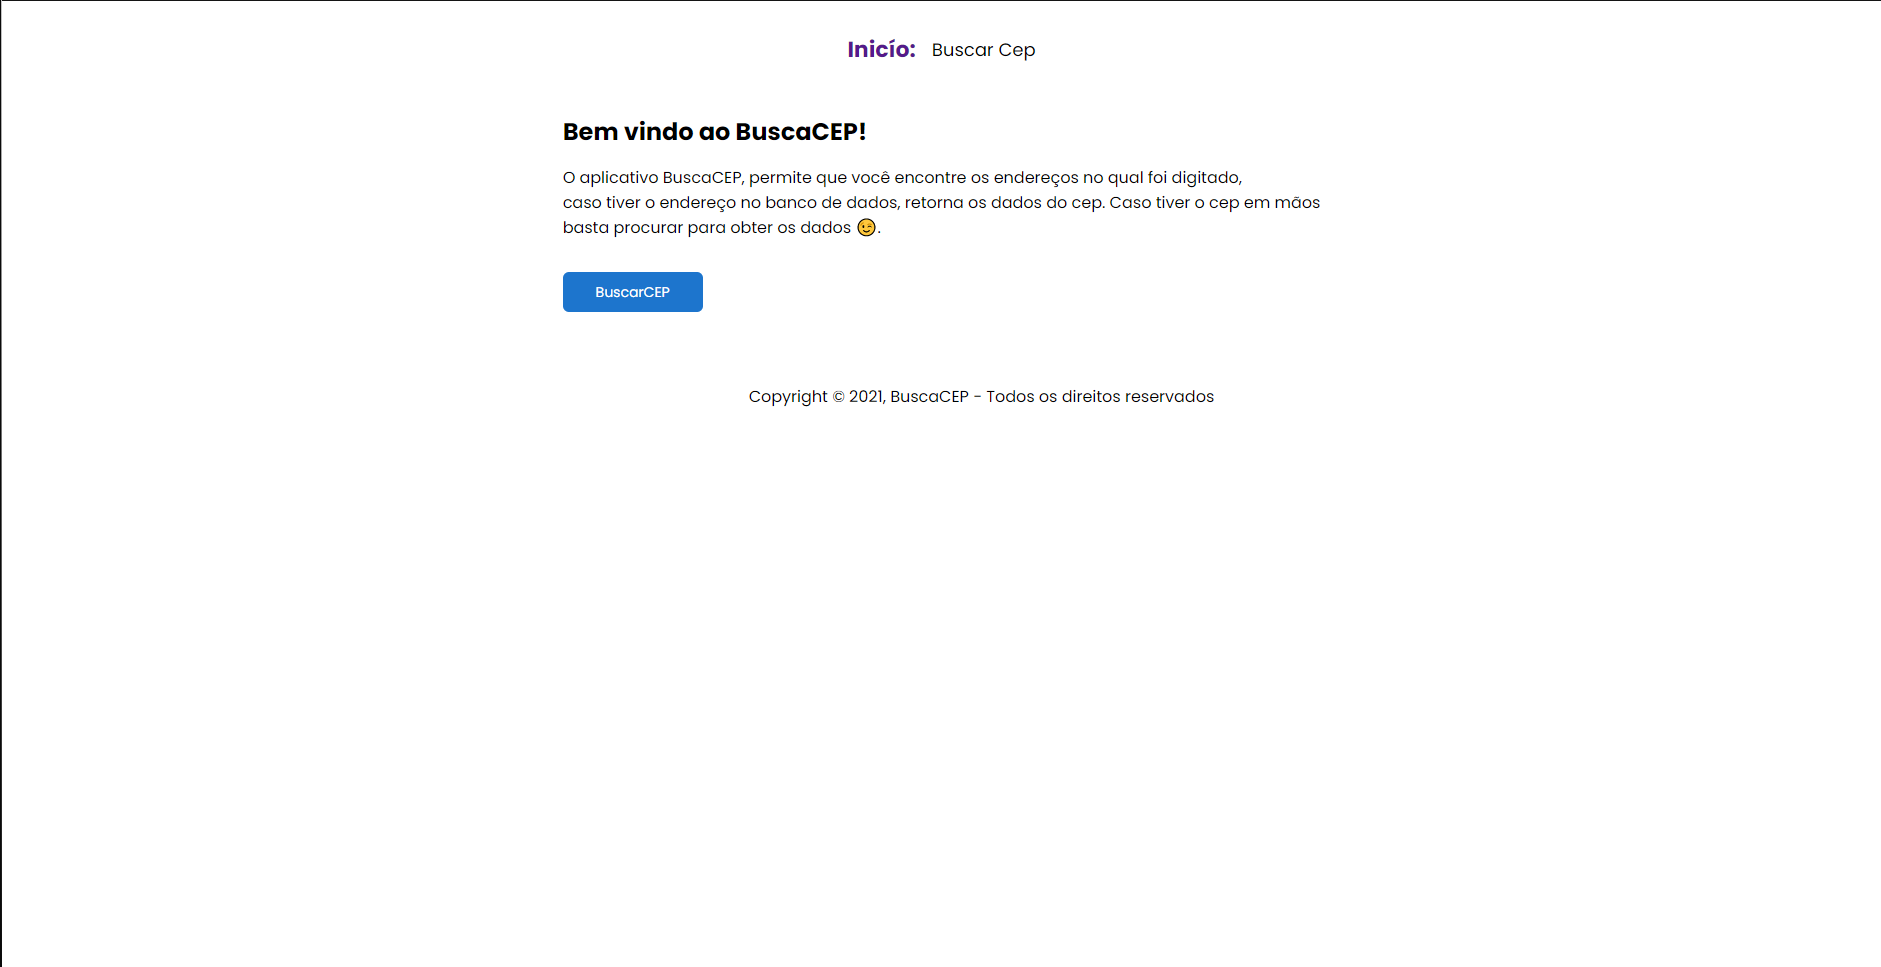 Inicío: Buscar Cep
Bem vindo ao BuscaCEP!
O aplicativo BuscaCEP, permite que você encontre os endereços no qual foi digitado,
caso tiver o endereço no banco de dados, retorna os dados do cep. Caso tiver o cep em mãos
basta procurar para obter os dados 😉.
BuscarCEP
Copyright © 2021, BuscaCEP - Todos os direitos reservados